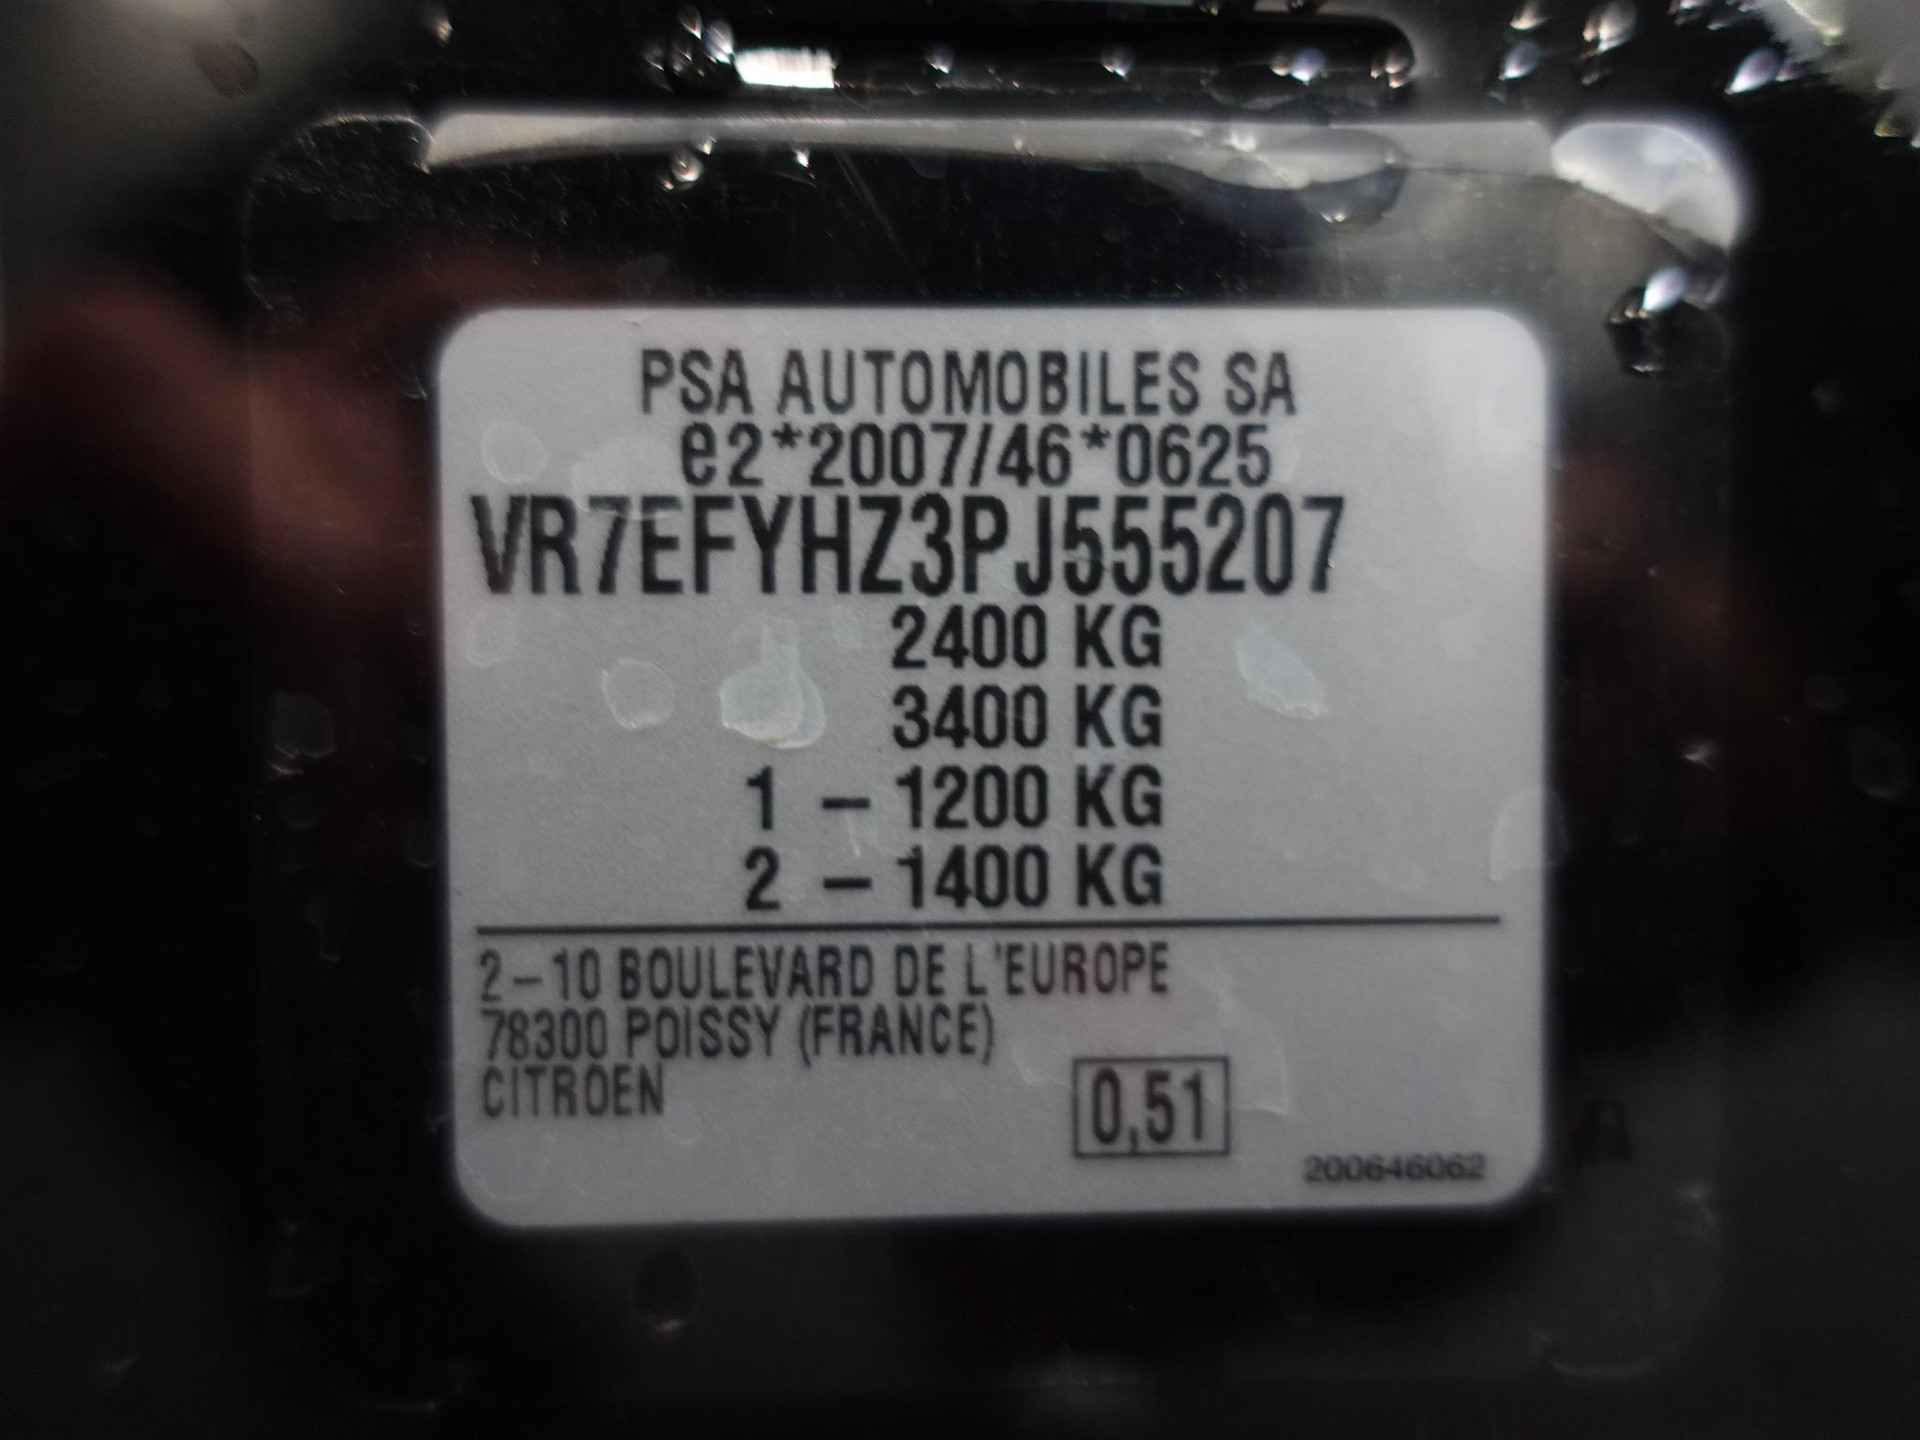 PSA AUTOMOBILES SA
e2*2007/46*0625
VR7EFYHZ3PJ555207
2400 KG
3400 KG
1 – 1200 KG
2 – 1400 KG
2–10 BOULEVARD DE L'EUROPE
78300 POISSY (FRANCE)
CITROEN
0,51
200646062